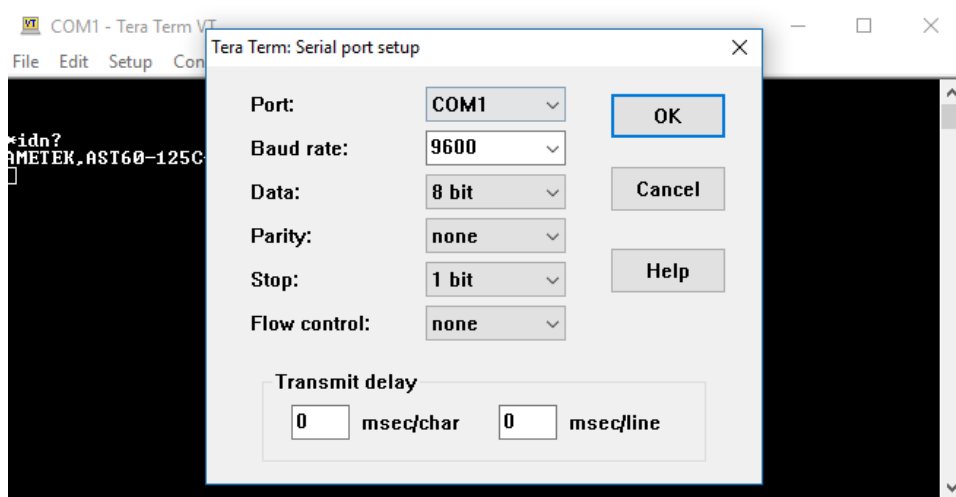 COM1 - Tera Term VT
File Edit Setup Con
*idn?
AMETEK,AST60-125C
Tera Term: Serial port setup
Port: COM1
OK
Baud rate: 9600
Data: 8 bit
Cancel
Parity: none
Stop: 1 bit
Help
Flow control: none
Transmit delay
0 msec/char 0 msec/line